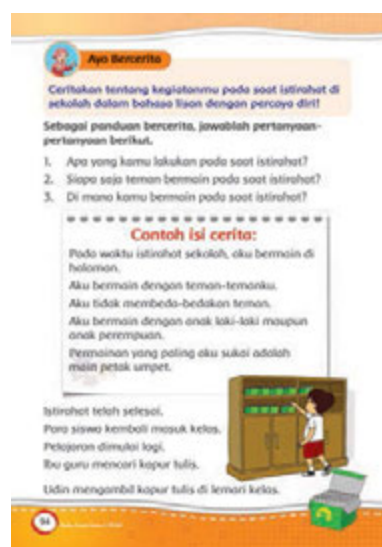 Ayo Bercerita
Ceritakan tentang kegiatanmu pada saat istirahat di
sekolah dalam bahasa lisan dengan percaya diri!
Sebagai panduan bercerita, jawablah pertanyaan-
pertanyaan berikut.
1. Apa yang kamu lakukan pada saat istirahat?
2. Siapa saja teman bermain pada saat istirahat?
3. Di mana kamu bermain pada saat istirahat?
Contoh isi cerita:
Pada waktu istirahat sekolah, aku bermain di
halaman.
Aku bermain dengan teman-temanku.
Aku tidak membeda-bedakan teman.
Aku bermain dengan anak laki-laki maupun
anak perempuan.
Permainan yang paling aku sukai adalah
main petak umpet.
Istirahat telah selesai.
Para siswa kembali masuk kelas.
Pelajaran dimulai lagi.
Ibu guru mencari kapur tulis.
Udin mengambil kapur tulis di lemari kelas.
94